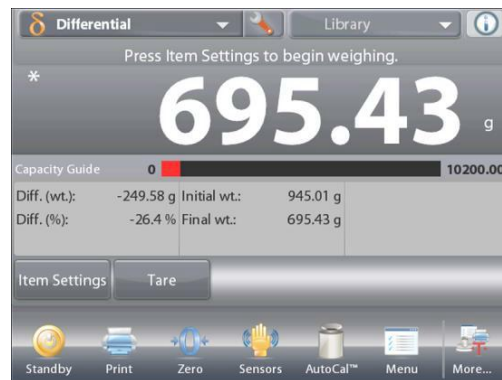 δ Differential Library i
Press Item Settings to begin weighing.
* 695.43 g
Capacity Guide 0 10200.00
Diff. (wt.): -249.58 g Initial wt.: 945.01 g
Diff. (%): -26.4 % Final wt.: 695.43 g
Item Settings Tare
→0← 
Standby Print Zero Sensors AutoCal™ Menu More...